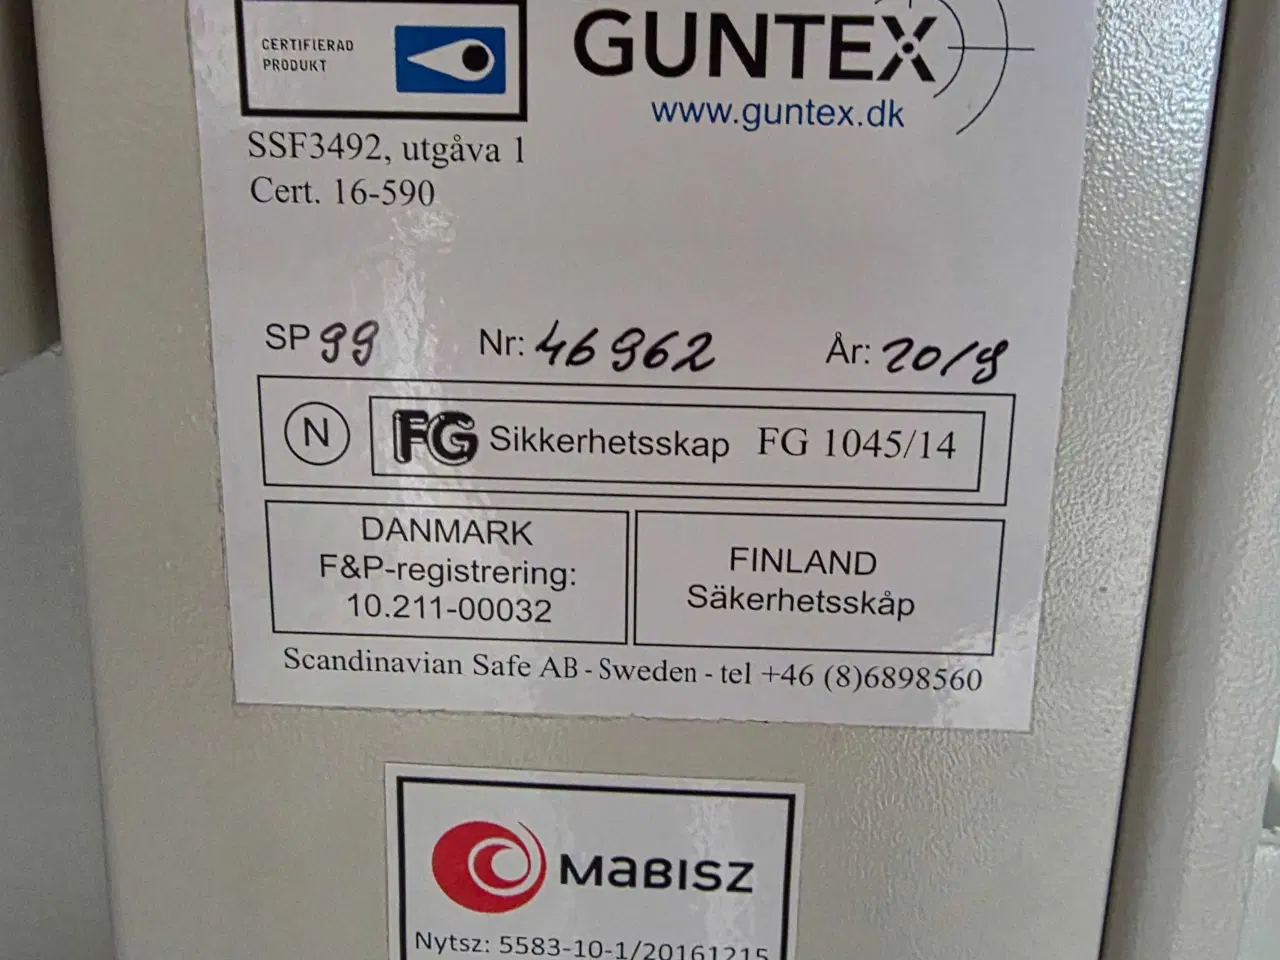 CERTIFIERAD
PRODUKT
GUNTEX
www.guntex.dk
SSF3492, utgåva 1
Cert. 16-590
SP 99 Nr: 46962 År: 2019
N FG Sikkerhetsskap FG 1045/14
DANMARK
F&P-registrering:
10.211-00032
FINLAND
Säkerhetsskåp
Scandinavian Safe AB - Sweden - tel +46 (8)6898560
MaBISZ
Nytsz: 5583-10-1/20161215